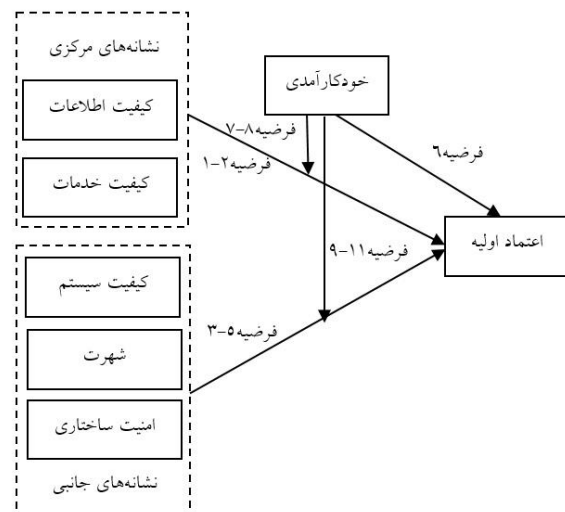 نشانه‌های مرکزی
کیفیت اطلاعات
کیفیت خدمات
خودکارآمدی
فرضیه۸-۷
فرضیه۲-۱
فرضیه۶
اعتماد اولیه
فرضیه۱۱-۹
فرضیه۵-۳
کیفیت سیستم
شهرت
امنیت ساختاری
نشانه‌های جانبی